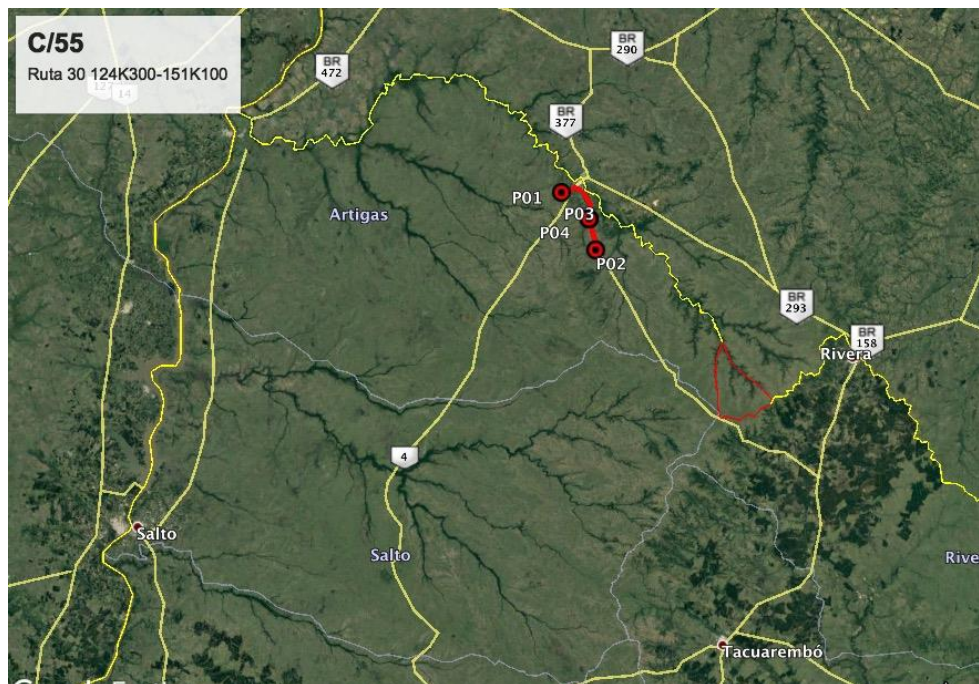 C/55
Ruta 30 124K300-151K100
BR
290
BR
472
14
BR
377
P01
Artigas
P03
P04
P02
BR
293
BR
158
Rivera
4
Salto
Salto
Tacuarembó